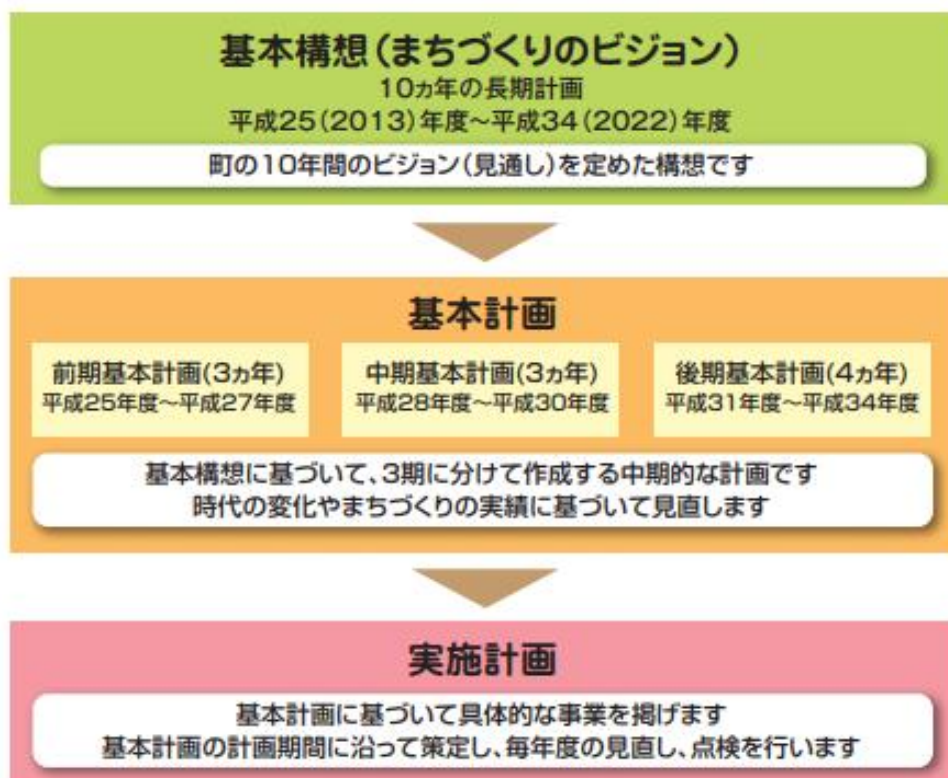 基本構想(まちづくりのビジョン)
10ヵ年の長期計画
平成25(2013)年度〜平成34(2022)年度
町の10年間のビジョン(見通し)を定めた構想です
基本計画
前期基本計画(3ヵ年)
平成25年度〜平成27年度
中期基本計画(3ヵ年)
平成28年度〜平成30年度
後期基本計画(4ヵ年)
平成31年度〜平成34年度
基本構想に基づいて、3期に分けて作成する中期的な計画です
時代の変化やまちづくりの実績に基づいて見直します
実施計画
基本計画に基づいて具体的な事業を掲げます
基本計画の計画期間に沿って策定し、毎年度の見直し、点検を行います